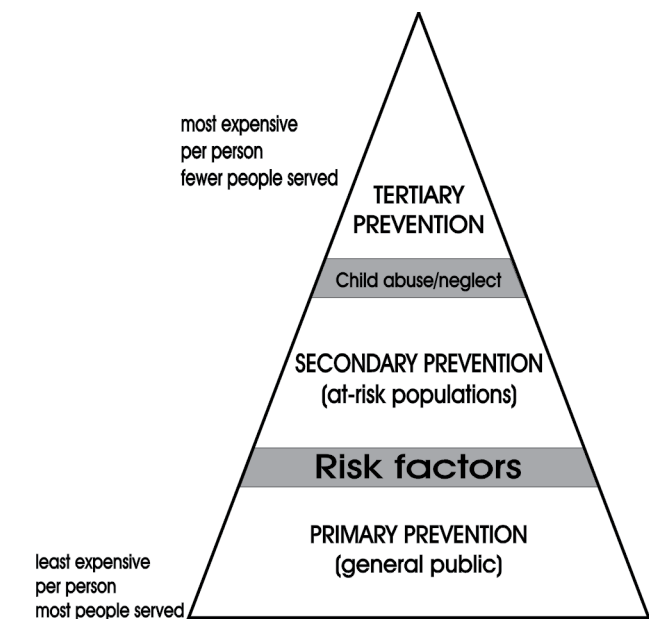 most expensive
per person
fewer people served
TERTIARY
PREVENTION
Child abuse/neglect
SECONDARY PREVENTION
(at-risk populations)
Risk factors
PRIMARY PREVENTION
(general public)
least expensive
per person
most people served